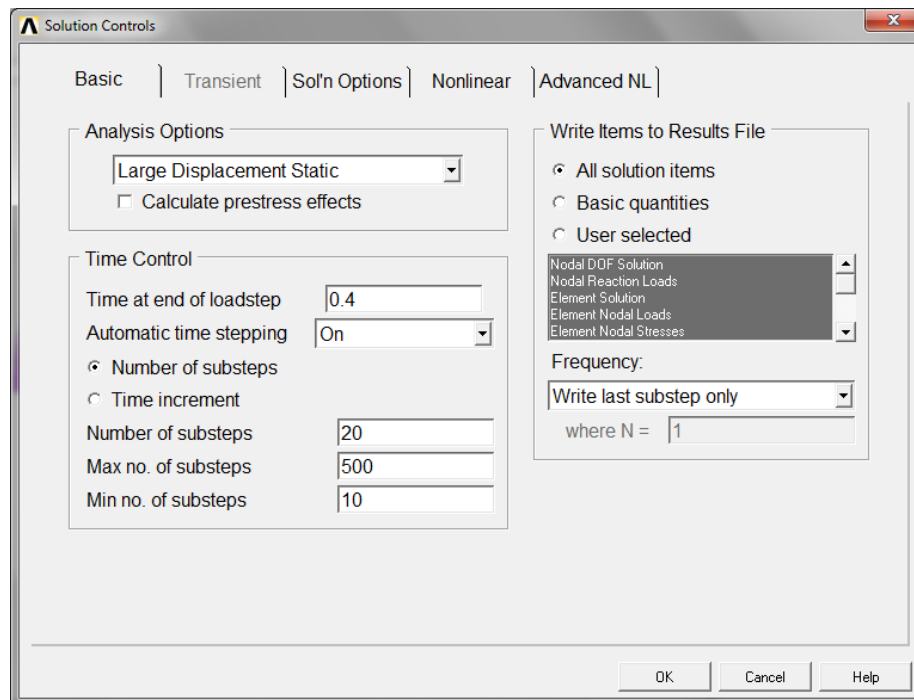 Solution Controls
Basic
Transient
Sol'n Options
Nonlinear
Advanced NL
Analysis Options
Large Displacement Static
Calculate prestress effects
Time Control
Time at end of loadstep 0.4
Automatic time stepping On
Number of substeps
Time increment
Number of substeps 20
Max no. of substeps 500
Min no. of substeps 10
Write Items to Results File
All solution items
Basic quantities
User selected
Nodal DOF Solution
Nodal Reaction Loads
Element Solution
Element Nodal Loads
Element Nodal Stresses
Frequency:
Write last substep only
where N = 1
OK
Cancel
Help